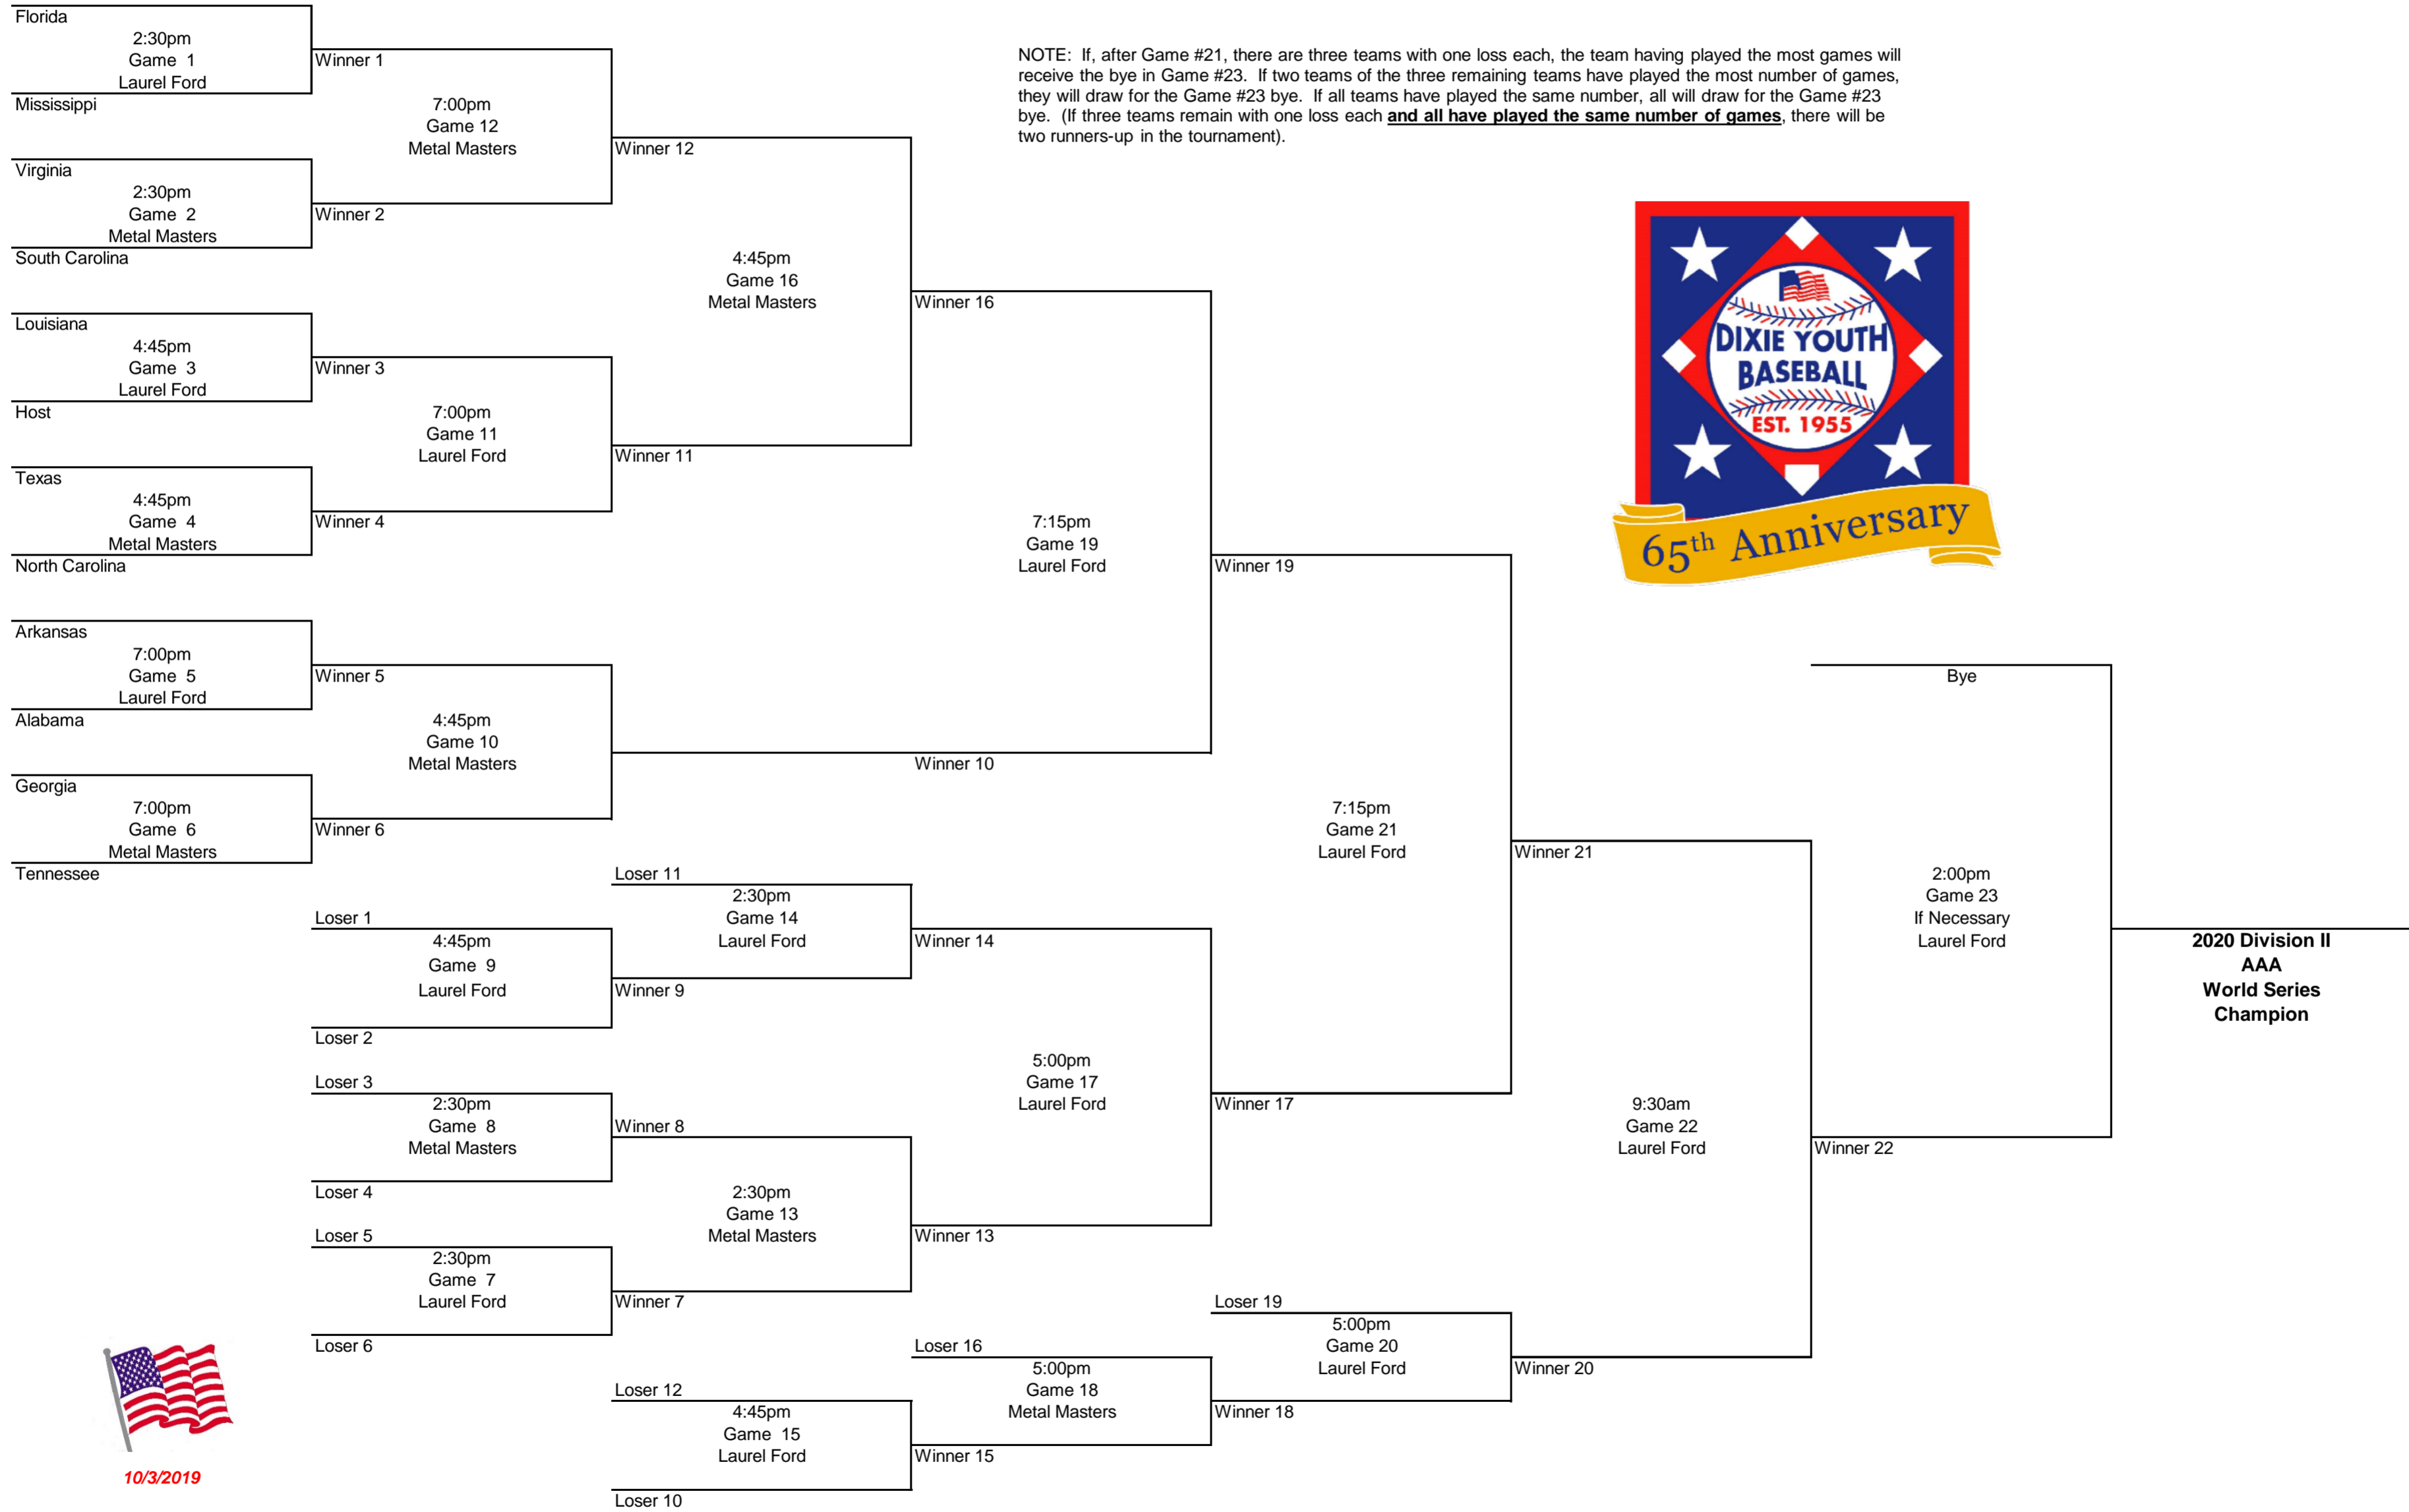 Florida
2:30pm
Game 1
Laurel Ford
Mississippi
Virginia
2:30pm
Game 2
Metal Masters
South Carolina
Louisiana
4:45pm
Game 3
Laurel Ford
Host
Texas
4:45pm
Game 4
Metal Masters
North Carolina
Arkansas
7:00pm
Game 5
Laurel Ford
Alabama
Georgia
7:00pm
Game 6
Metal Masters
Tennessee
Winner 1
7:00pm
Game 12
Metal Masters
Winner 2
Winner 3
7:00pm
Game 11
Laurel Ford
Winner 4
Winner 5
4:45pm
Game 10
Metal Masters
Winner 6
Loser 1
4:45pm
Game 9
Laurel Ford
Loser 2
Loser 3
2:30pm
Game 8
Metal Masters
Loser 4
Loser 5
2:30pm
Game 7
Laurel Ford
Loser 6
Winner 12
4:45pm
Game 16
Metal Masters
Winner 11
Loser 11
2:30pm
Game 14
Laurel Ford
Winner 9
Winner 8
2:30pm
Game 13
Metal Masters
Winner 7
Loser 12
4:45pm
Game 15
Laurel Ford
Loser 10
Winner 16
7:15pm
Game 19
Laurel Ford
Winner 10
Winner 14
5:00pm
Game 17
Laurel Ford
Winner 13
Loser 16
5:00pm
Game 18
Metal Masters
Winner 15
Winner 19
7:15pm
Game 21
Laurel Ford
Winner 17
Loser 19
5:00pm
Game 20
Laurel Ford
Winner 18
Winner 21
9:30am
Game 22
Laurel Ford
Winner 20
Bye
2:00pm
Game 23
If Necessary
Laurel Ford
Winner 22
2020 Division II
AAA
World Series
Champion
NOTE: If, after Game #21, there are three teams with one loss each, the team having played the most games will
receive the bye in Game #23. If two teams of the three remaining teams have played the most number of games,
they will draw for the Game #23 bye. If all teams have played the same number, all will draw for the Game #23
bye. (If three teams remain with one loss each and all have played the same number of games, there will be
two runners-up in the tournament).
DIXIE YOUTH
BASEBALL
EST. 1955
65th Anniversary
10/3/2019